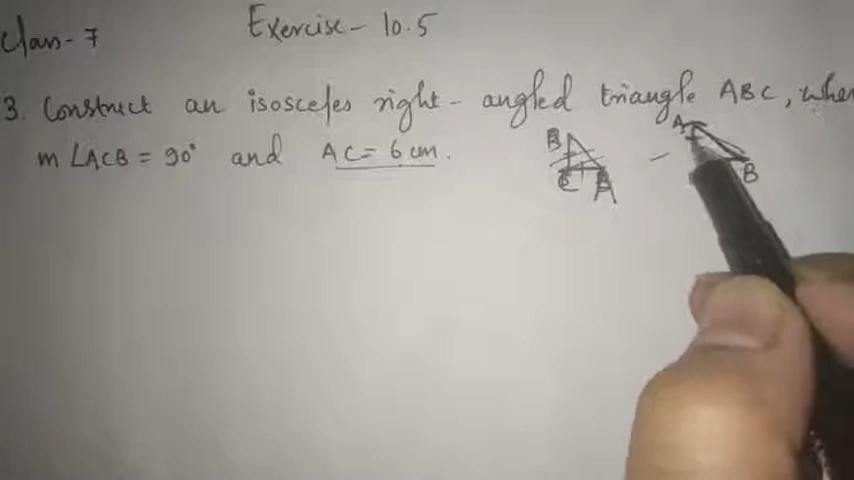 Class-7
Exercise- 10.5
3. Construct an isosceles right-angled triangle ABC, where
m∠ACB = 90° and AC = 6 cm.
B A
C A B